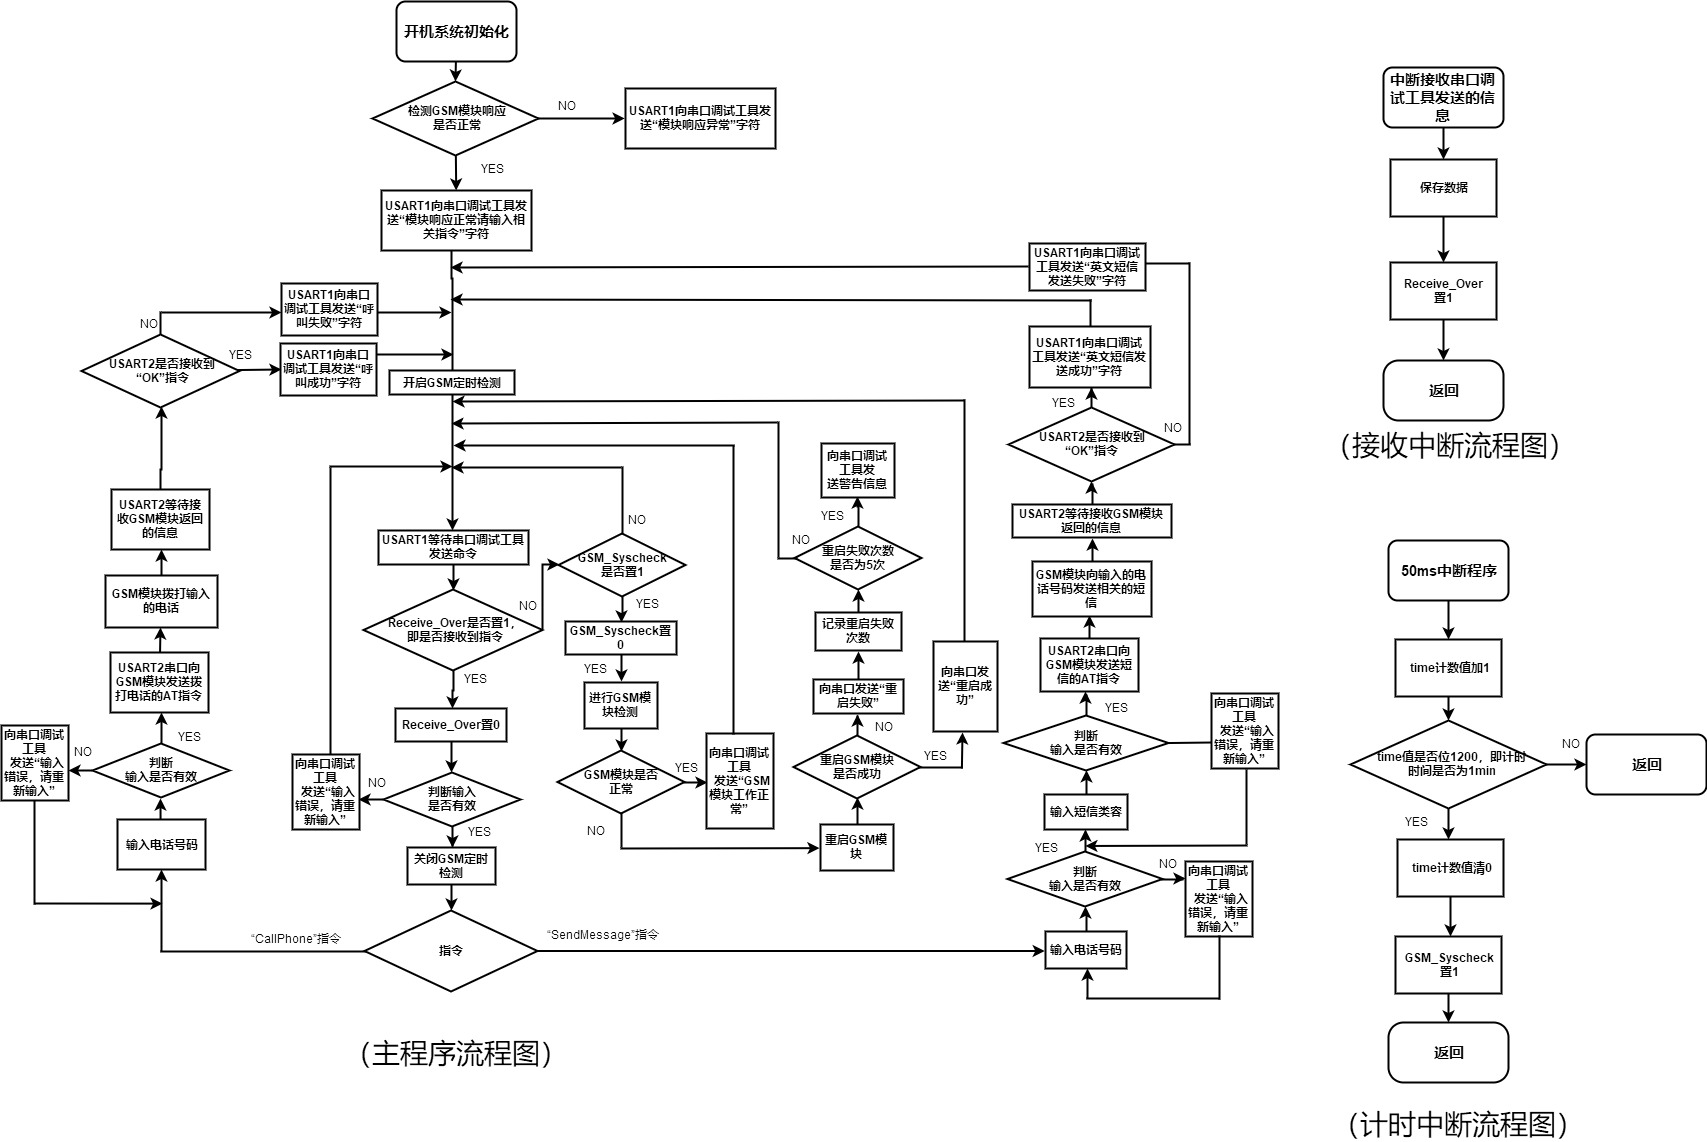 开机系统初始化
检测GSM模块响应
是否正常
NO
USART1向串口调试工具发
送“模块响应异常”字符
YES
USART1向串口调试工具发
送“模块响应正常请输入相
关指令”字符
USART1向串口
调试工具发送“呼
叫失败”字符
NO
USART2是否接收到
“OK”指令
YES
USART1向串口
调试工具发送“呼
叫成功”字符
开启GSM定时检测
USART2等待接
收GSM模块返回
的信息
GSM模块拨打输入
的电话
USART2串口向
GSM模块发送拨
打电话的AT指令
YES
判断
输入是否有效
NO
向串口调试
工具
发送“输入
错误，请重
新输入”
输入电话号码
“CallPhone”指令
USART1等待串口调试工具
发送命令
Receive_Over是否置1，
即是否接收到指令
NO
YES
Receive_Over置0
判断输入
是否有效
NO
向串口调试
工具
发送“输入
错误，请重
新输入”
YES
关闭GSM定时
检测
指令
“SendMessage”指令
NO
GSM_Syscheck
是否置1
YES
GSM_Syscheck置
0
YES
进行GSM模
块检测
GSM模块是否
正常
YES
向串口调试
工具
发送“GSM
模块工作正
常”
NO
重启GSM模
块
重启GSM模块
是否成功
NO
YES
向串口发送“重
启失败”
记录重启失败
次数
重启失败次数
是否为5次
NO
YES
向串口调试
工具发
送警告信息
向串口发
送“重启成
功”
USART1向串口调试
工具发送“英文短信
发送失败”字符
USART1向串口调试
工具发送“英文短信发
送成功”字符
YES
USART2是否接收到
“OK”指令
NO
USART2等待接收GSM模块
返回的信息
GSM模块向输入的电
话号码发送相关的短
信
USART2串口向
GSM模块发送短
信的AT指令
YES
判断
输入是否有效
向串口调试
工具
发送“输入
错误，请重
新输入”
输入短信类容
YES
判断
输入是否有效
NO
向串口调试
工具
发送“输入
错误，请重
新输入”
输入电话号码
（主程序流程图）
中断接收串口调
试工具发送的信
息
保存数据
Receive_Over
置1
返回
（接收中断流程图）
50ms中断程序
time计数值加1
time值是否位1200，即计时
时间是否为1min
NO
返回
YES
time计数值清0
GSM_Syscheck
置1
返回
（计时中断流程图）